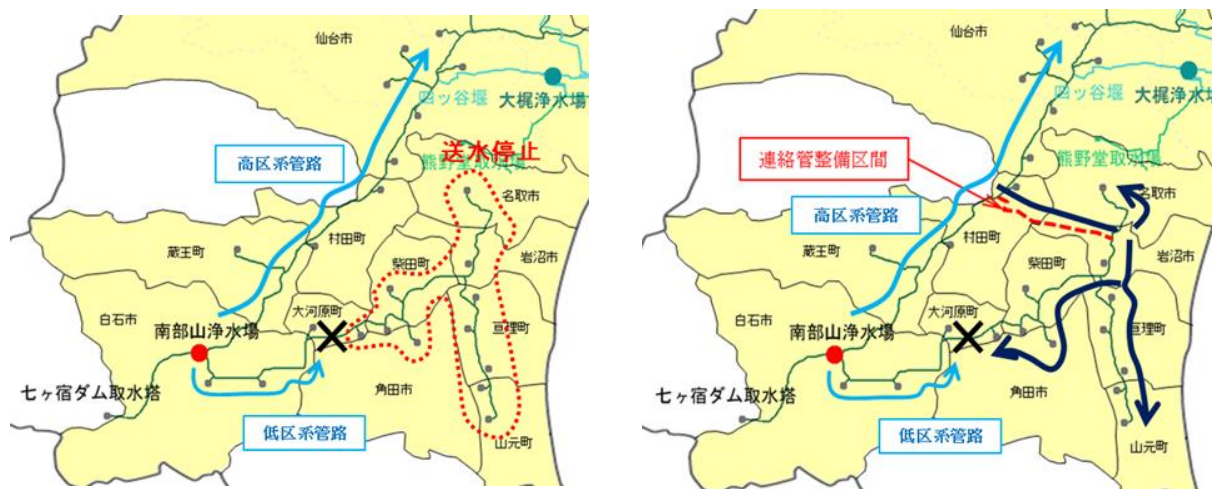 仙台市
四ッ谷堰
大梶浄水場
送水停止
熊野堂取水場
高区系管路
名取市
村田町
蔵王町
柴田町
岩沼市
白石市
大河原町
南部山浄水場
亘理町
角田市
七ヶ宿ダム取水塔
低区系管路
山元町
仙台市
四ッ谷堰
大梶浄水場
連絡管整備区間
熊野堂取水場
名取市
高区系管路
村田町
蔵王町
柴田町
岩沼市
白石市
大河原町
南部山浄水場
亘理町
角田市
七ヶ宿ダム取水塔
低区系管路
山元町